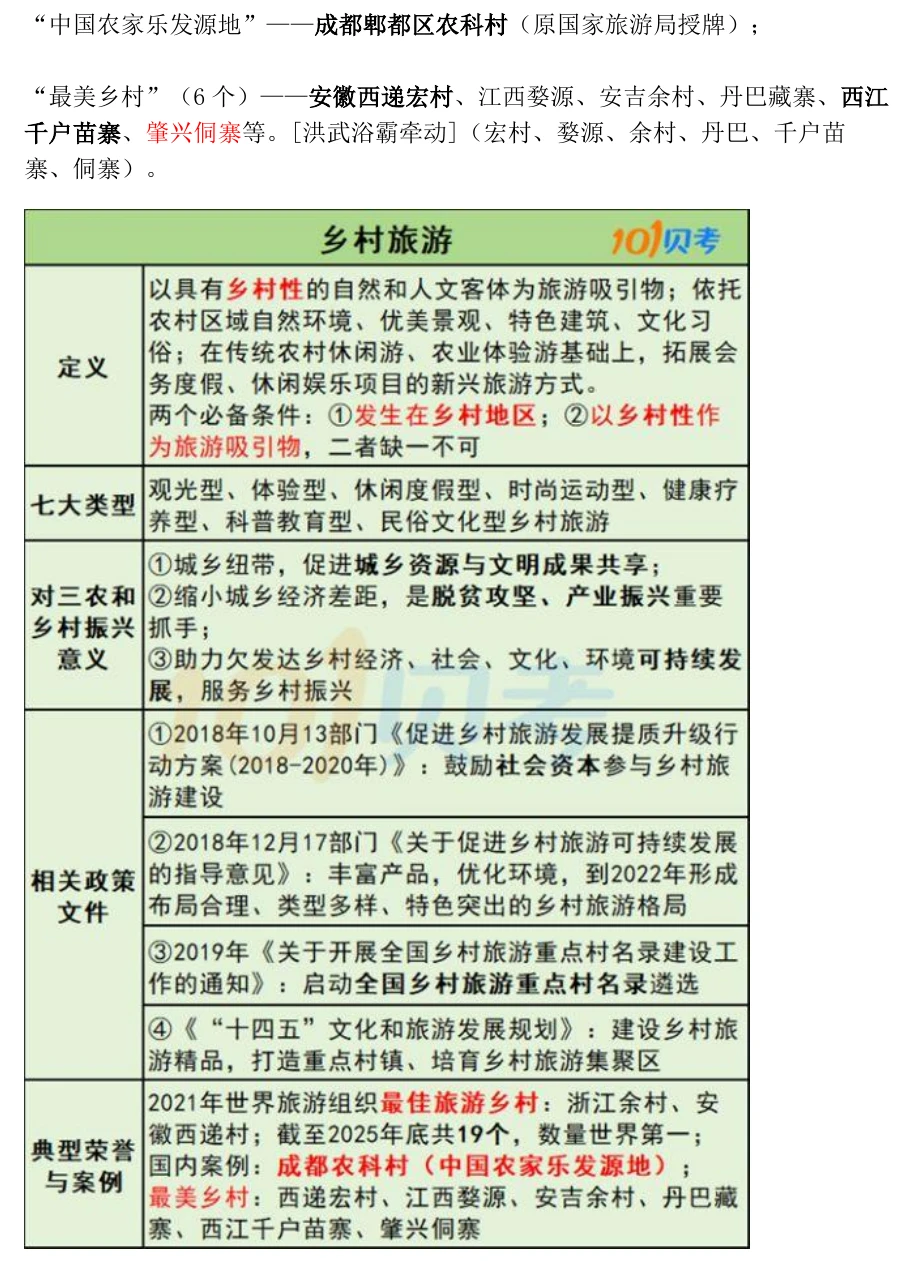 “中国农家乐发源地”——成都郫都区农科村（原国家旅游局授牌）；
“最美乡村”（6 个）——安徽西递宏村、江西婺源、安吉余村、丹巴藏寨、西江
千户苗寨、肇兴侗寨等。[洪武浴霸牵动]（宏村、婺源、余村、丹巴、千户苗
寨、侗寨）。
乡村旅游
101贝考
定义
以具有乡村性的自然和人文客体为旅游吸引物；依托
农村区域自然环境、优美景观、特色建筑、文化习
俗；在传统农村休闲游、农业体验游基础上，拓展会
务度假、休闲娱乐项目的新兴旅游方式。
两个必备条件：①发生在乡村地区；②以乡村性作
为旅游吸引物，二者缺一不可
七大类型
观光型、体验型、休闲度假型、时尚运动型、健康疗
养型、科普教育型、民俗文化型乡村旅游
对三农和
乡村振兴
意义
①城乡纽带，促进城乡资源与文明成果共享；
②缩小城乡经济差距，是脱贫攻坚、产业振兴重要
抓手；
③助力欠发达乡村经济、社会、文化、环境可持续发
展，服务乡村振兴
101贝考
相关政策
文件
①2018年10月13部门《促进乡村旅游发展提质升级行
动方案(2018-2020年)》：鼓励社会资本参与乡村旅
游建设
②2018年12月17部门《关于促进乡村旅游可持续发展
的指导意见》：丰富产品，优化环境，到2022年形成
布局合理、类型多样、特色突出的乡村旅游格局
③2019年《关于开展全国乡村旅游重点村名录建设工
作的通知》：启动全国乡村旅游重点村名录遴选
④《“十四五”文化和旅游发展规划》：建设乡村旅
游精品，打造重点村镇、培育乡村旅游集聚区
典型荣誉
与案例
2021年世界旅游组织最佳旅游乡村：浙江余村、安
徽西递村；截至2025年底共19个，数量世界第一；
国内案例：成都农科村（中国农家乐发源地）；
最美乡村：西递宏村、江西婺源、安吉余村、丹巴藏
寨、西江千户苗寨、肇兴侗寨